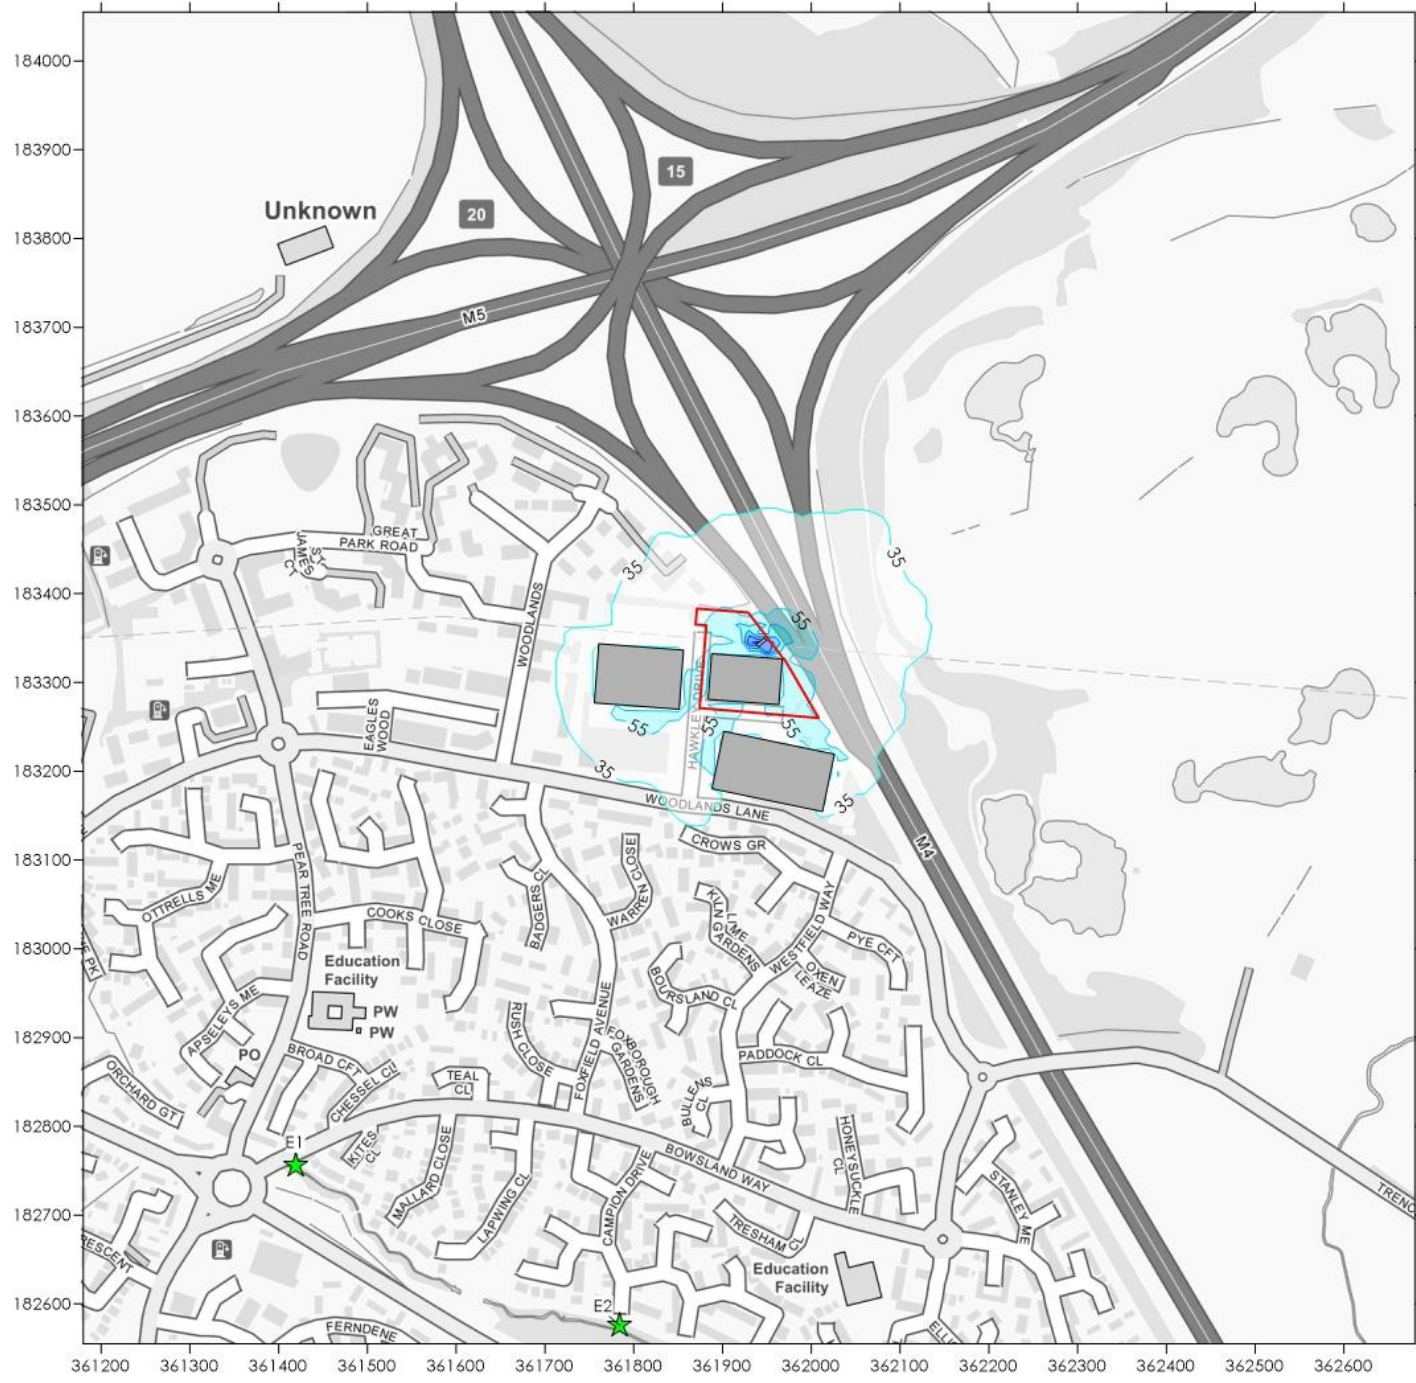 184000
183900
183800
183700
183600
183500
183400
183300
183200
183100
183000
182900
182800
182700
182600
15
20
Unknown
M5
GREAT
PARK ROAD
ST
JAMES
CT
35
35
55
WOODLANDS
HAWKLEY DRIVE
EAGLES
WOOD
55
55
55
35
35
WOODLANDS LANE
M4
CROWS GR
PEAR TREE ROAD
OTTRELLS ME
COOKS CLOSE
BADGERS CL
WARREN CLOSE
KILN GARDENS
LIME
WESTFIELD WAY
PYE CFT
OXEN
LEAZE
PK
Education
Facility
PW
PW
BOURSLAND CL
APSELEYS ME
RUSH CLOSE
FOXFIELD AVENUE
FOXBOROUGH
GARDENS
PADDOCK CL
PO
BROAD CFT
CHESSEL CL
TEAL
CL
BULLENS
CL
ORCHARD GT
E1
KITES
CL
MALLARD CLOSE
BOWSLAND WAY
HONEYSUCKLE
CL
LAPWING CL
CAMPION DRIVE
STANLEY ME
TRENC
TRESHAM CL
RESCENT
Education
Facility
E2
FERNDENE
ELLI
361200
361300
361400
361500
361600
361700
361800
361900
362000
362100
362200
362300
362400
362500
362600